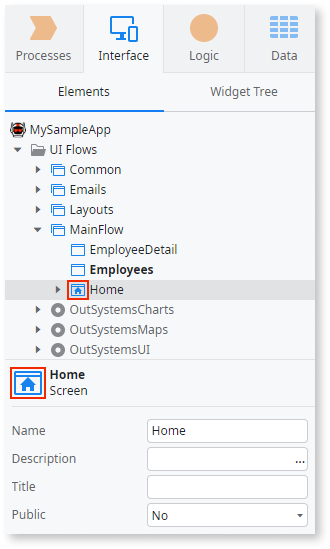 Processes Interface Logic Data
Elements Widget Tree
MySampleApp
UI Flows
Common
Emails
Layouts
MainFlow
EmployeeDetail
Employees
Home
OutSystemsCharts
OutSystemsMaps
OutSystemsUI
Home
Screen
Name Home
Description ...
Title
Public No